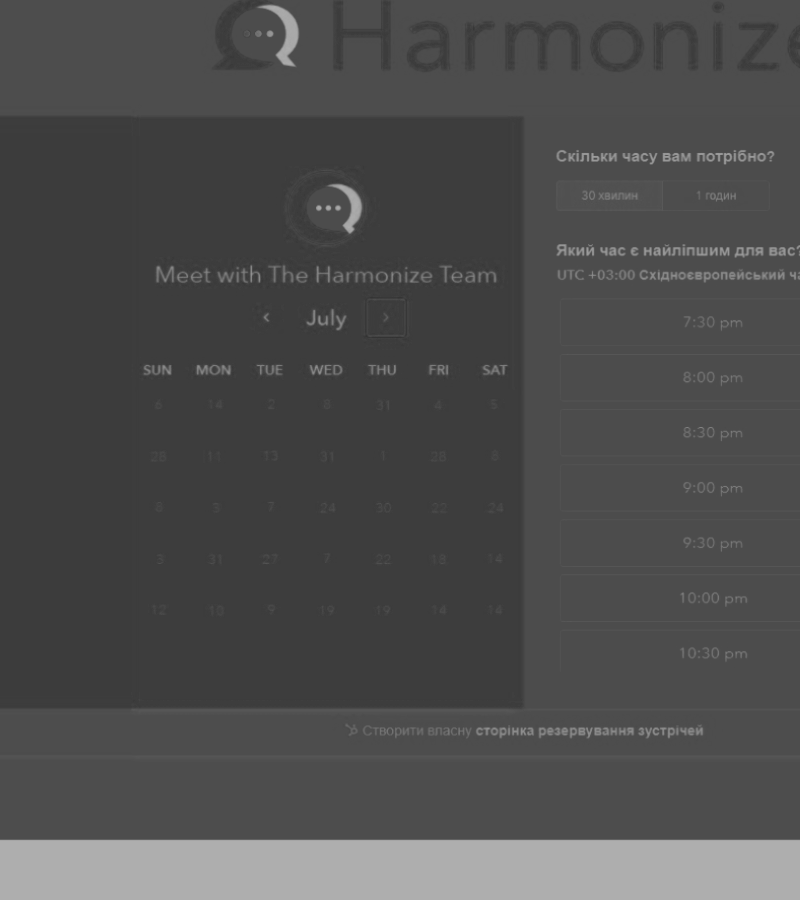 Harmonize
Meet with The Harmonize Team
July
SUN MON TUE WED THU FRI SAT
6 14 2 9 31 4 5
28 11 13 31 1 28 8
8 3 7 24 30 22 24
3 31 27 7 22 18 14
12 10 9 19 19 24 14
Скільки часу вам потрібно?
30 хвилин 1 годин
Який час є найліпшим для вас?
UTC +03:00 Східноєвропейський
7:30 pm
8:00 pm
8:30 pm
9:00 pm
9:30 pm
10:00 pm
10:30 pm
Створити власну сторінка резервування зустрічей